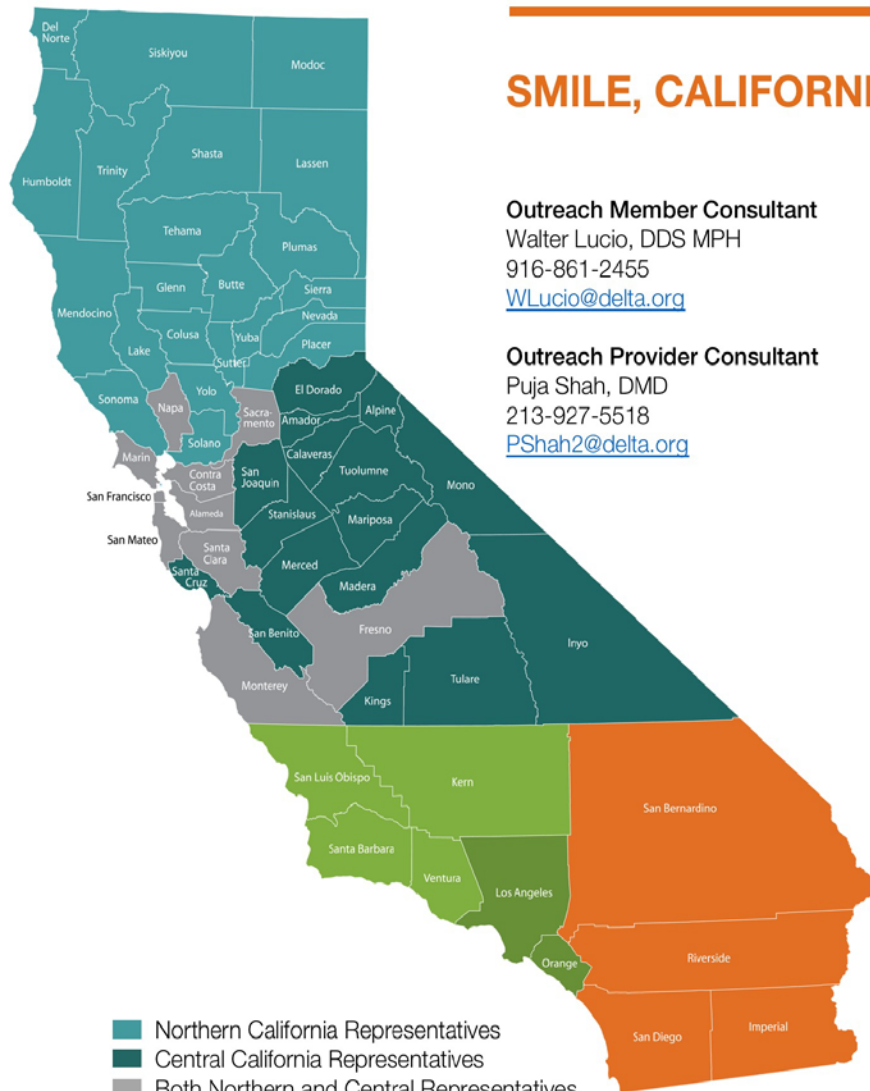 SMILE, CALIFORNI
Outreach Member Consultant
Walter Lucio, DDS MPH
916-861-2455
WLucio@delta.org
Outreach Provider Consultant
Puja Shah, DMD
213-927-5518
PShah2@delta.org
Del
Norte
Siskiyou
Modoc
Humboldt
Trinity
Shasta
Lassen
Tehama
Plumas
Mendocino
Glenn
Butte
Sierra
Nevada
Lake
Colusa
Yuba
Placer
Sutter
Sonoma
Napa
Yolo
Sacra-
mento
El Dorado
Solano
Amador
Alpine
Marin
Contra
Costa
San
Joaquin
Calaveras
Tuolumne
Mono
San Francisco
Alameda
Stanislaus
Mariposa
San Mateo
Santa
Clara
Merced
Santa
Cruz
Madera
San Benito
Fresno
Inyo
Monterey
Kings
Tulare
San Luis Obispo
Kern
San Bernardino
Santa Barbara
Ventura
Los Angeles
Orange
Riverside
San Diego
Imperial
Northern California Representatives
Central California Representatives
Both Northern and Central Representatives